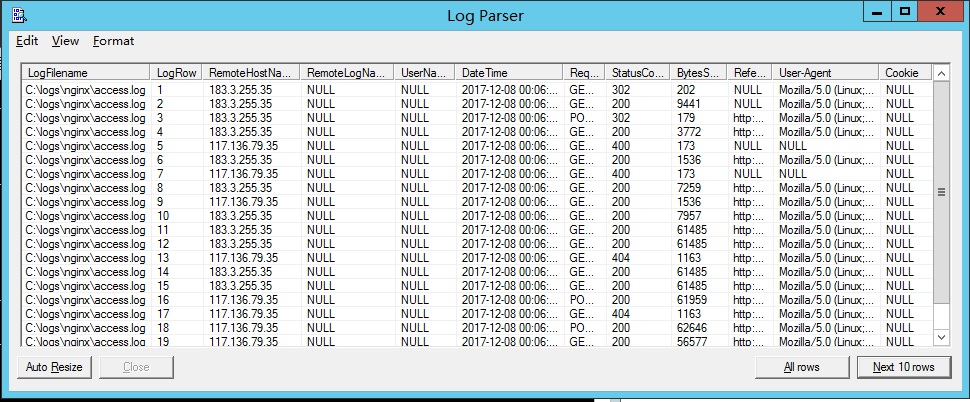 Log Parser
Edit View Format
LogFilename LogRow RemoteHostNa... RemoteLogNa... UserNa... DateTime Req... StatusCo... BytesS... Refe... User-Agent Cookie
C:\logs\nginx\access.log 1 183.3.255.35 NULL NULL 2017-12-08 00:06:... GE... 302 202 NULL Mozilla/5.0 (Linux;... NULL
C:\logs\nginx\access.log 2 183.3.255.35 NULL NULL 2017-12-08 00:06:... GE... 200 9441 NULL Mozilla/5.0 (Linux;... NULL
C:\logs\nginx\access.log 3 183.3.255.35 NULL NULL 2017-12-08 00:06:... PO... 302 179 http:... Mozilla/5.0 (Linux;... NULL
C:\logs\nginx\access.log 4 183.3.255.35 NULL NULL 2017-12-08 00:06:... GE... 200 3772 http:... Mozilla/5.0 (Linux;... NULL
C:\logs\nginx\access.log 5 117.136.79.35 NULL NULL 2017-12-08 00:06:... GE... 400 173 NULL NULL NULL
C:\logs\nginx\access.log 6 183.3.255.35 NULL NULL 2017-12-08 00:06:... GE... 200 1536 http:... Mozilla/5.0 (Linux;... NULL
C:\logs\nginx\access.log 7 117.136.79.35 NULL NULL 2017-12-08 00:06:... GE... 400 173 NULL NULL NULL
C:\logs\nginx\access.log 8 183.3.255.35 NULL NULL 2017-12-08 00:06:... GE... 200 7259 http:... Mozilla/5.0 (Linux;... NULL
C:\logs\nginx\access.log 9 117.136.79.35 NULL NULL 2017-12-08 00:06:... GE... 200 1536 http:... Mozilla/5.0 (Linux;... NULL
C:\logs\nginx\access.log 10 183.3.255.35 NULL NULL 2017-12-08 00:06:... GE... 200 7957 http:... Mozilla/5.0 (Linux;... NULL
C:\logs\nginx\access.log 11 183.3.255.35 NULL NULL 2017-12-08 00:06:... GE... 200 61485 http:... Mozilla/5.0 (Linux;... NULL
C:\logs\nginx\access.log 12 183.3.255.35 NULL NULL 2017-12-08 00:06:... GE... 200 61485 http:... Mozilla/5.0 (Linux;... NULL
C:\logs\nginx\access.log 13 117.136.79.35 NULL NULL 2017-12-08 00:06:... GE... 404 1163 http:... Mozilla/5.0 (Linux;... NULL
C:\logs\nginx\access.log 14 183.3.255.35 NULL NULL 2017-12-08 00:06:... GE... 200 61485 http:... Mozilla/5.0 (Linux;... NULL
C:\logs\nginx\access.log 15 183.3.255.35 NULL NULL 2017-12-08 00:06:... GE... 200 61485 http:... Mozilla/5.0 (Linux;... NULL
C:\logs\nginx\access.log 16 117.136.79.35 NULL NULL 2017-12-08 00:06:... PO... 200 61959 http:... Mozilla/5.0 (Linux;... NULL
C:\logs\nginx\access.log 17 117.136.79.35 NULL NULL 2017-12-08 00:06:... GE... 404 1163 http:... Mozilla/5.0 (Linux;... NULL
C:\logs\nginx\access.log 18 117.136.79.35 NULL NULL 2017-12-08 00:06:... PO... 200 62646 http:... Mozilla/5.0 (Linux;... NULL
C:\logs\nginx\access.log 19 117.136.79.35 NULL NULL 2017-12-08 00:06:... GE... 200 56577 http:... Mozilla/5.0 (Linux;... NULL
Auto Resize Close All rows Next 10 rows